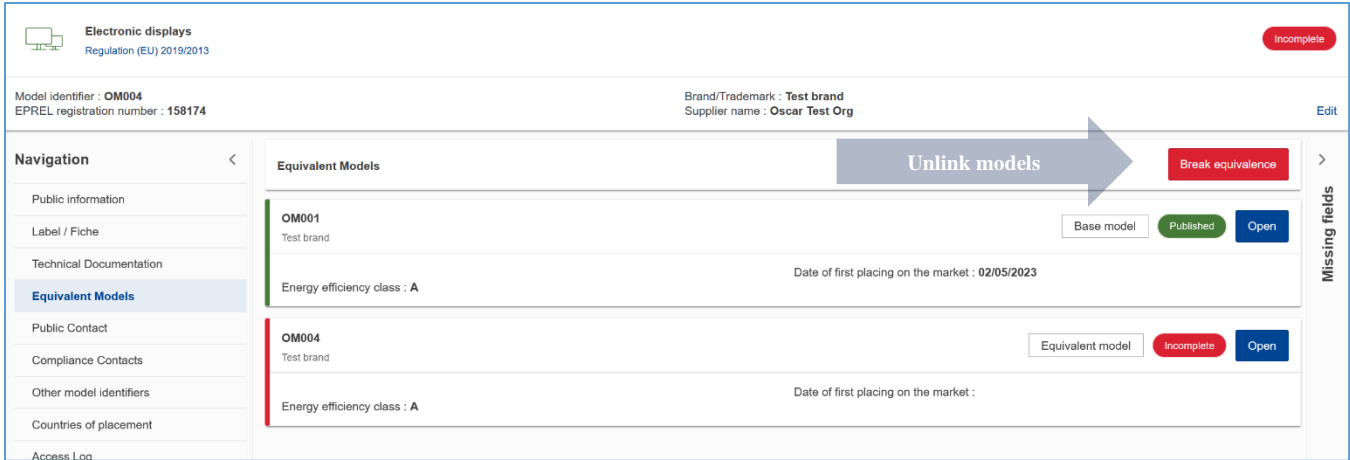 Electronic displays
Regulation (EU) 2019/2013
Incomplete
Model identifier : OM004
Brand/Trademark : Test brand
EPREL registration number : 158174
Supplier name : Oscar Test Org
Edit
Navigation
Public information
Label / Fiche
Technical Documentation
Equivalent Models
Public Contact
Compliance Contacts
Other model identifiers
Countries of placement
Access Log
Equivalent Models
Unlink models
Break equivalence
OM001
Test brand
Base model
Published
Open
Date of first placing on the market : 02/05/2023
Energy efficiency class : A
OM004
Test brand
Equivalent model
Incomplete
Open
Date of first placing on the market :
Energy efficiency class : A
Missing fields